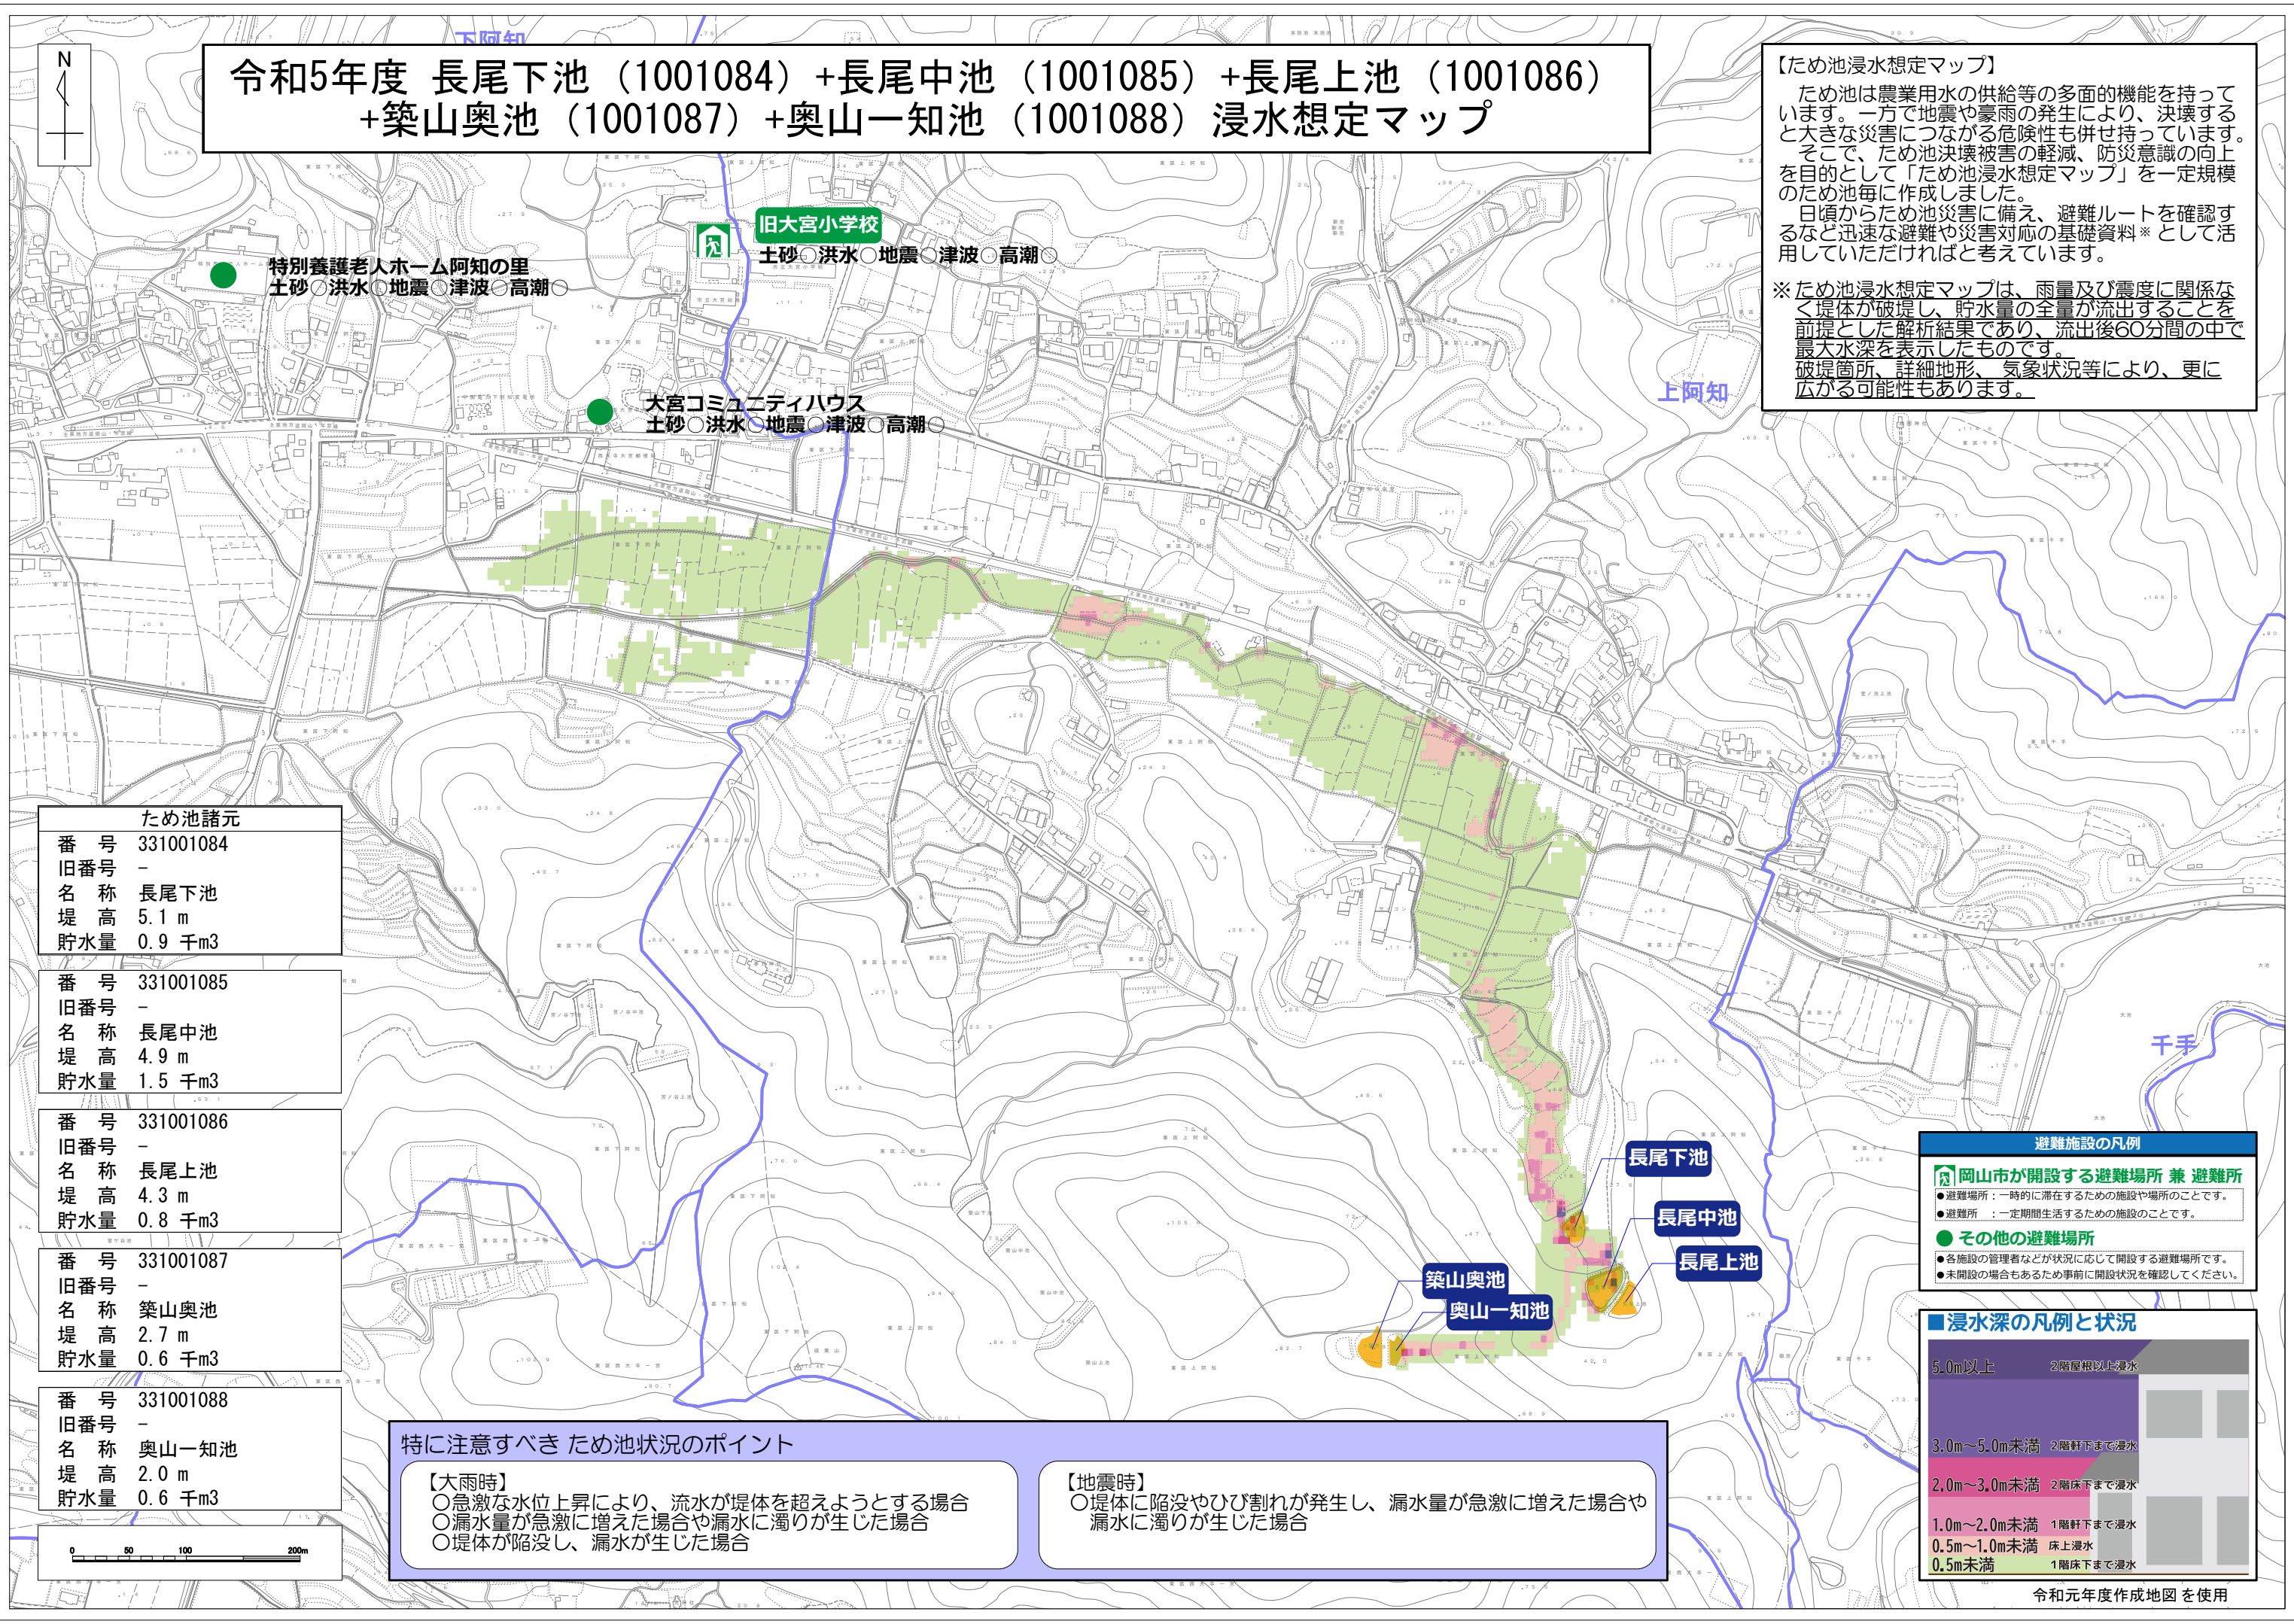 下阿知
令和5年度 長尾下池（1001084）+長尾中池（1001085）+長尾上池（1001086）
+築山奥池（1001087）+奥山一知池（1001088）浸水想定マップ
N
【ため池浸水想定マップ】
ため池は農業用水の供給等の多面的機能を持って
います。一方で地震や豪雨の発生により、決壊する
と大きな災害につながる危険性も併せ持っています。
そこで、ため池決壊被害の軽減、防災意識の向上
を目的として「ため池浸水想定マップ」を一定規模
のため池毎に作成しました。
日頃からため池災害に備え、避難ルートを確認す
るなど迅速な避難や災害対応の基礎資料※として活
用していただければと考えています。
※ため池浸水想定マップは、雨量及び震度に関係な
く堤体が破堤し、貯水量の全量が流出することを
前提とした解析結果であり、流出後60分間の中で
最大水深を表示したものです。
破堤箇所、詳細地形、気象状況等により、更に
広がる可能性もあります。
旧大宮小学校
土砂○洪水○地震○津波○高潮○
特別養護老人ホーム阿知の里
土砂○洪水○地震○津波○高潮○
大宮コミュニティハウス
土砂○洪水○地震○津波○高潮○
上阿知
千手
ため池諸元
番 号 331001084
旧番号 −
名 称 長尾下池
堤 高 5.1 m
貯水量 0.9 千m3
番 号 331001085
旧番号 −
名 称 長尾中池
堤 高 4.9 m
貯水量 1.5 千m3
番 号 331001086
旧番号 −
名 称 長尾上池
堤 高 4.3 m
貯水量 0.8 千m3
番 号 331001087
旧番号 −
名 称 築山奥池
堤 高 2.7 m
貯水量 0.6 千m3
番 号 331001088
旧番号 −
名 称 奥山一知池
堤 高 2.0 m
貯水量 0.6 千m3
0 50 100 200m
長尾下池
長尾中池
長尾上池
築山奥池
奥山一知池
特に注意すべき ため池状況のポイント
【大雨時】
○急激な水位上昇により、流水が堤体を超えようとする場合
○漏水量が急激に増えた場合や漏水に濁りが生じた場合
○堤体が陥没し、漏水が生じた場合
【地震時】
○堤体に陥没やひび割れが発生し、漏水量が急激に増えた場合や
漏水に濁りが生じた場合
避難施設の凡例
岡山市が開設する避難場所 兼 避難所
●避難場所：一時的に滞在するための施設や場所のことです。
●避難所 ：一定期間生活するための施設のことです。
●その他の避難場所
●各施設の管理者などが状況に応じて開設する避難場所です。
●未開設の場合もあるため事前に開設状況を確認してください。
■浸水深の凡例と状況
5.0m以上 2階屋根以上浸水
3.0m〜5.0m未満 2階軒下まで浸水
2.0m〜3.0m未満 2階床下まで浸水
1.0m〜2.0m未満 1階軒下まで浸水
0.5m〜1.0m未満 床上浸水
0.5m未満 1階床下まで浸水
令和元年度作成地図を使用